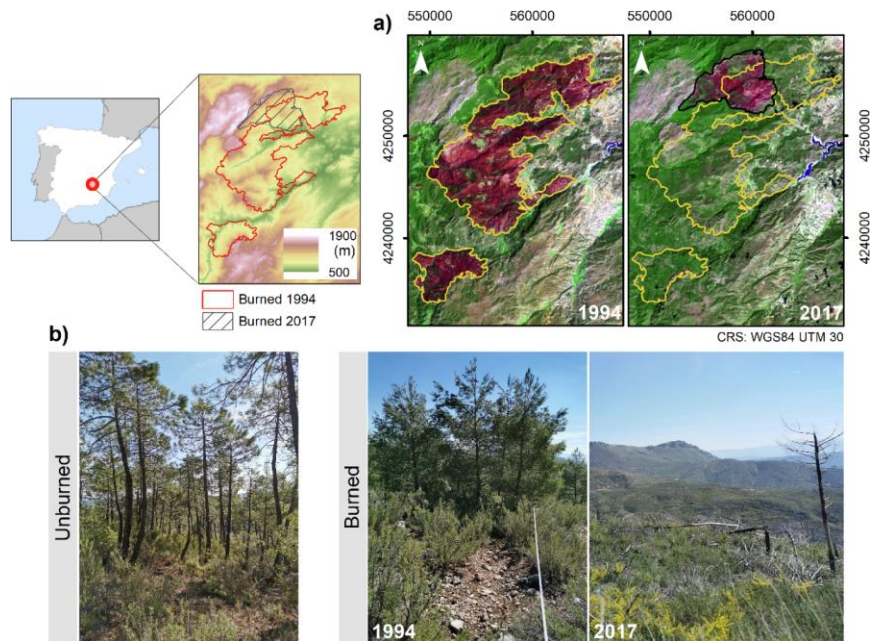 a)
550000
560000
550000
560000
N
N
4250000
4240000
4250000
4240000
1994
2017
CRS: WGS84 UTM 30
1900
(m)
500
Burned 1994
Burned 2017
b)
Unburned
Burned
1994
2017